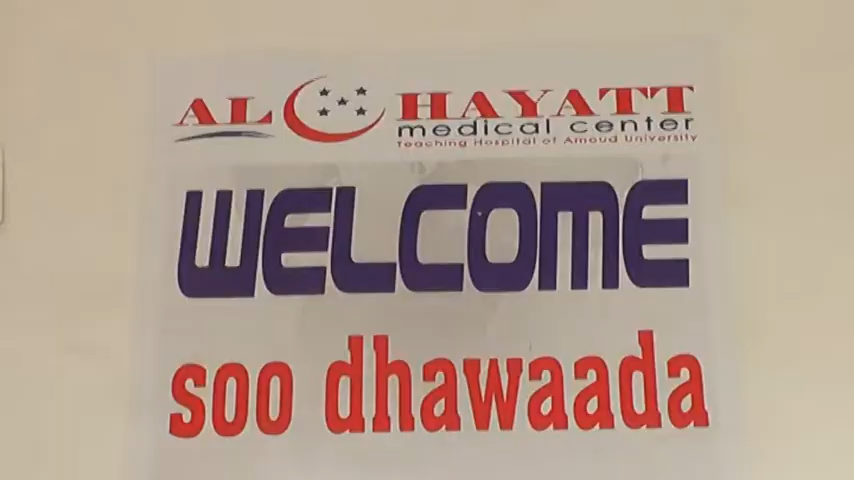 AL HAYATT
medical center
Teaching Hospital of Amoud University
WELCOME
soo dhawaada